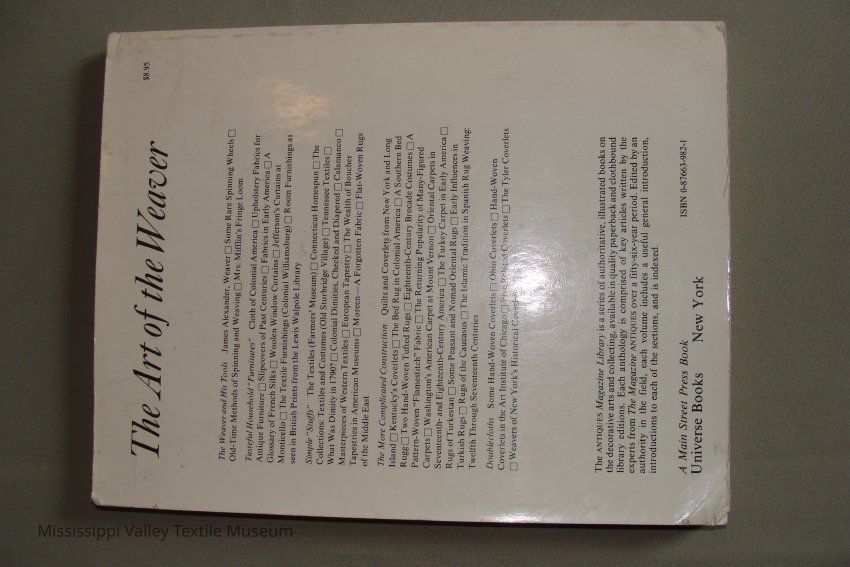 $8.95
The Art of the Weaver
The Weaver and His Tools James Alexander, Weaver □ Some Rare Spinning Wheels □
Old-Time Methods of Spinning and Weaving □ Mrs. Mifflin's Fringe Loom
Tasteful Household "Furnitures" Cloth of Colonial America □ Upholstery Fabrics for
Antique Furniture □ Slipcovers of Past Centuries □ Fabrics in Early America □ A
Glossary of French Silks □ Woolen Window Curtains □ Jefferson's Curtains at
Monticello □ The Textile Furnishings (Colonial Williamsburg) □ Room Furnishings as
seen in British Prints from the Lewis Walpole Library
Simple "Stuffs" The Textiles (Farmers' Museum) □ Connecticut Homespun □ The
Collections: Textiles and Costumes (Old Sturbridge Village) □ Tennessee Textiles □
What Was Dimity in 1790? □ Colonial Dimities, Checked and Diapered □ Calamanco □
Masterpieces of Western Textiles □ European Tapestry □ The Wealth of Boucher
Tapestries in American Museums □ Moreen—A Forgotten Fabric □ Flat-Woven Rugs
of the Middle East
The More Complicated Construction Quilts and Coverlets from New York and Long
Island □ Kentucky's Coverlets □ The Bed Rug in Colonial America □ A Southern Bed
Rugg □ Two Hand-Woven Tufted Rugs □ Eighteenth-Century Brocade Costumes □ A
Pattern-Woven "Flamestitch" Fabric □ The Returning Popularity of Many-Figured
Carpets □ Washington's American Carpet at Mount Vernon □ Oriental Carpets in
Seventeenth- and Eighteenth-Century America □ The Turkey Carpet in Early America □
Rugs of Turkestan □ Some Peasant and Nomad Oriental Rugs □ Early Influences in
Turkish Rugs □ Rugs of the Caucasus □ The Islamic Tradition in Spanish Rug Weaving:
Twelfth Through Seventeenth Centuries
Doublecloths Some Hand-Woven Coverlets □ Ohio Coverlets □ Hand-Woven
Coverlets in the Art Institute of Chicago □ Coverlets □ The Tyler Coverlets
□ Weavers of New York's Historical
The ANTIQUES Magazine Library is a series of authoritative, illustrated books on
the decorative arts and collecting, available in quality paperback and clothbound
library editions. Each anthology is comprised of key articles written by the
experts from The Magazine ANTIQUES over a fifty-six-year period. Edited by an
authority in the field, each volume includes a useful general introduction,
introductions to each of the sections, and is indexed
A Main Street Press Book
Universe Books New York
ISBN 0-87663-982-1
Mississippi Valley Textile Museum